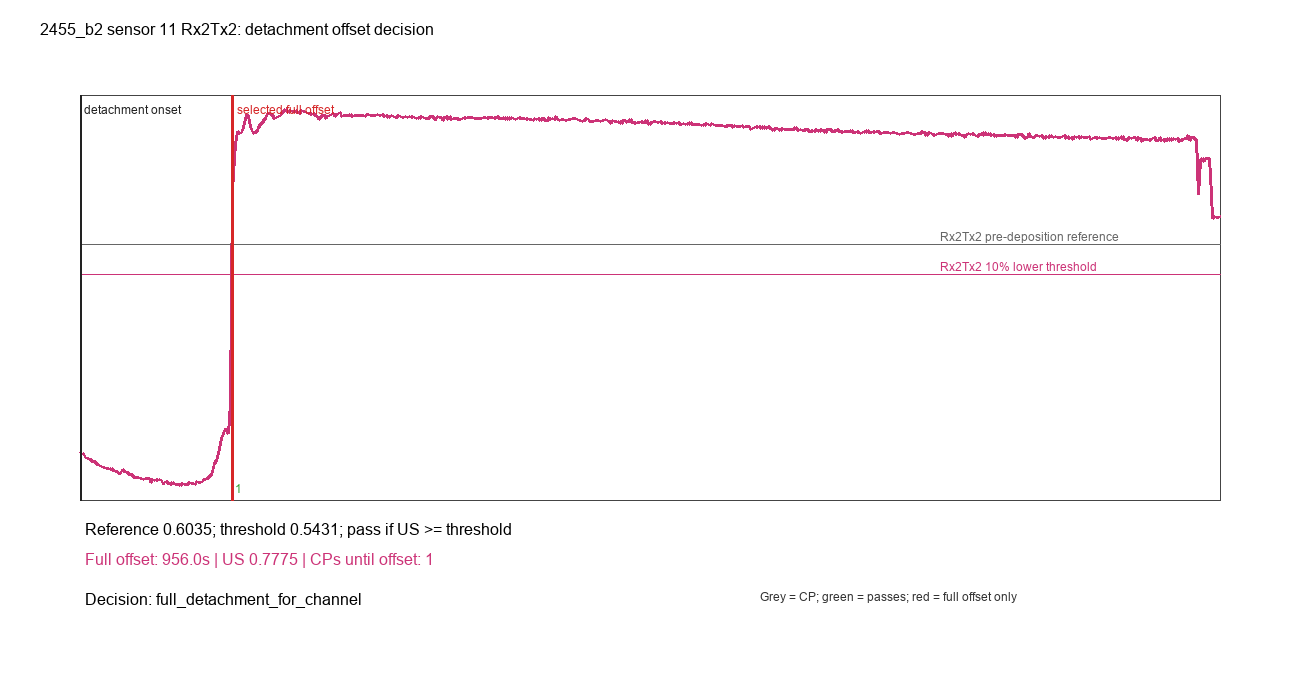 2455_b2 sensor 11 Rx2Tx2: detachment offset decision
detachment onset
selected full offset
Rx2Tx2 pre-deposition reference
Rx2Tx2 10% lower threshold
1
Reference 0.6035; threshold 0.5431; pass if US >= threshold
Full offset: 956.0s | US 0.7775 | CPs until offset: 1
Decision: full_detachment_for_channel
Grey = CP; green = passes; red = full offset only